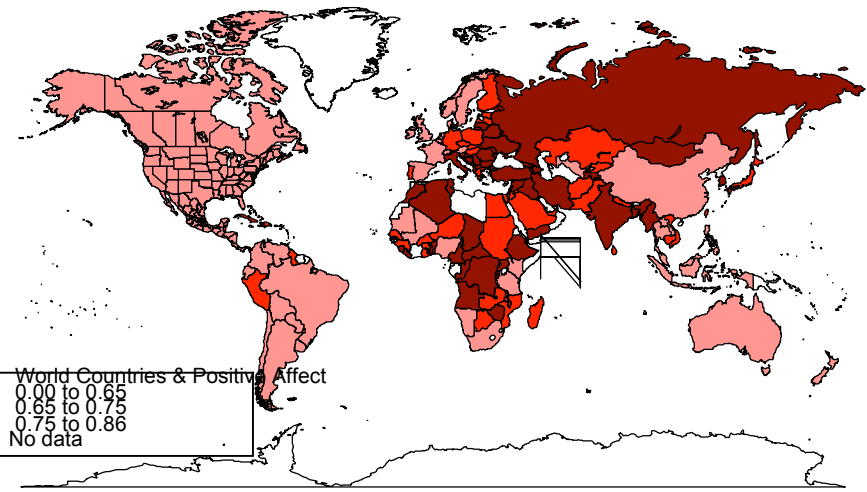 World Countries & Positive Affect
0.00 to 0.65
0.65 to 0.75
0.75 to 0.86
No data